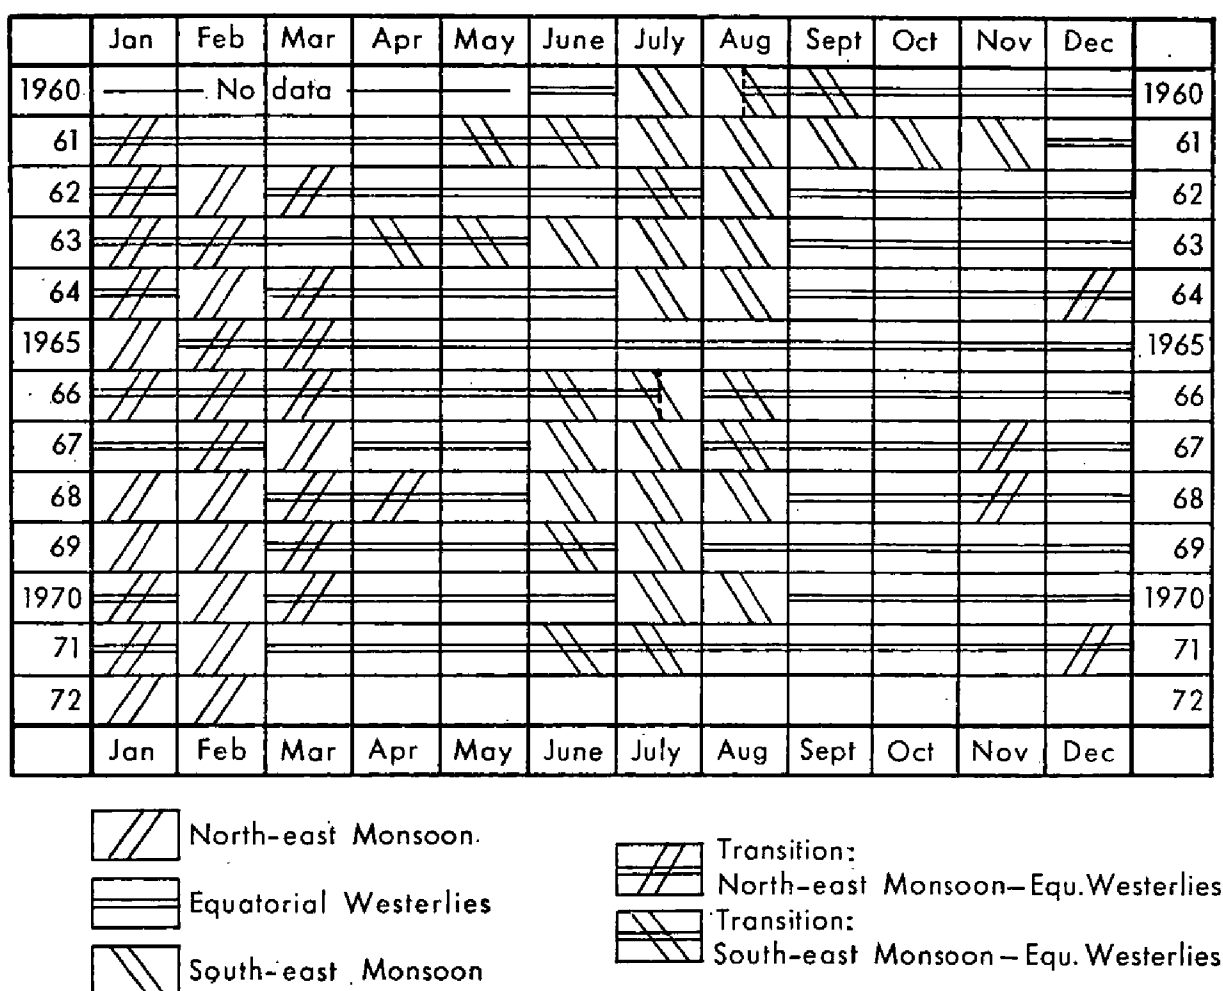 Jan Feb Mar Apr May June July Aug Sept Oct Nov Dec
1960 No data 1960
61 61
62 62
63 63
64 64
1965 1965
66 66
67 67
68 68
69 69
1970 1970
71 71
72 72
Jan Feb Mar Apr May June July Aug Sept Oct Nov Dec
North-east Monsoon
Equatorial Westerlies
South-east Monsoon
Transition:
North-east Monsoon–Equ. Westerlies
Transition:
South-east Monsoon–Equ. Westerlies